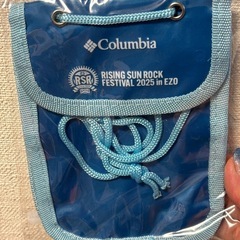 Columbia
RSR
RISING SUN ROCK
FESTIVAL 2025 in EZO